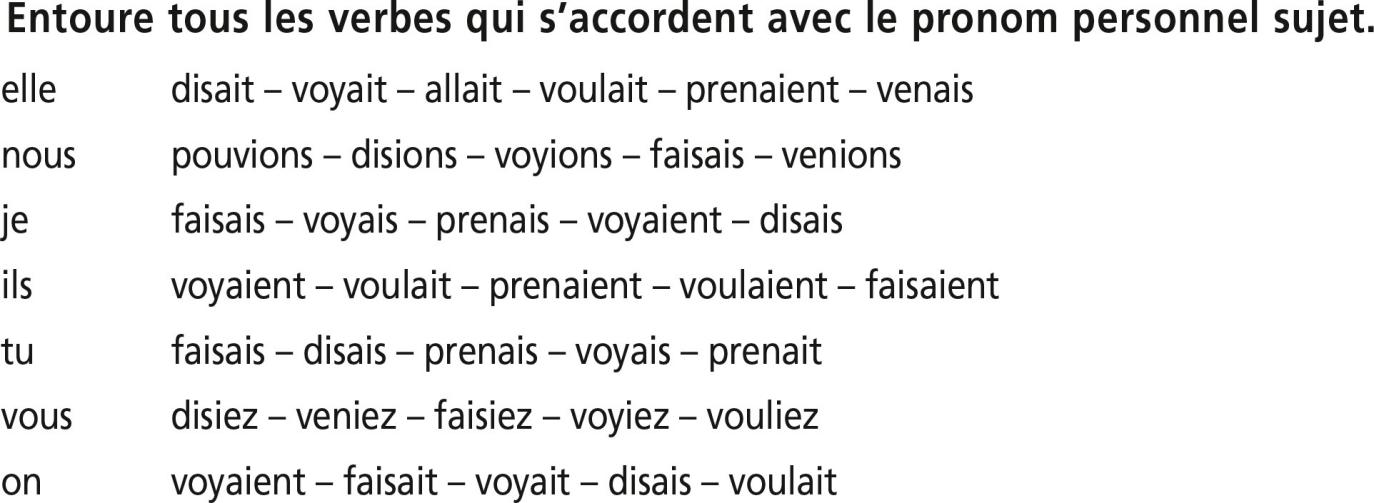 Entoure tous les verbes qui s’accordent avec le pronom personnel sujet.
elle disait – voyait – allait – voulait – prenaient – venais
nous pouvions – disions – voyions – faisais – venions
je faisais – voyais – prenais – voyaient – disais
ils voyaient – voulait – prenaient – voulaient – faisaient
tu faisais – disais – prenais – voyais – prenait
vous disiez – veniez – faisiez – voyiez – vouliez
on voyaient – faisait – voyait – disais – voulait